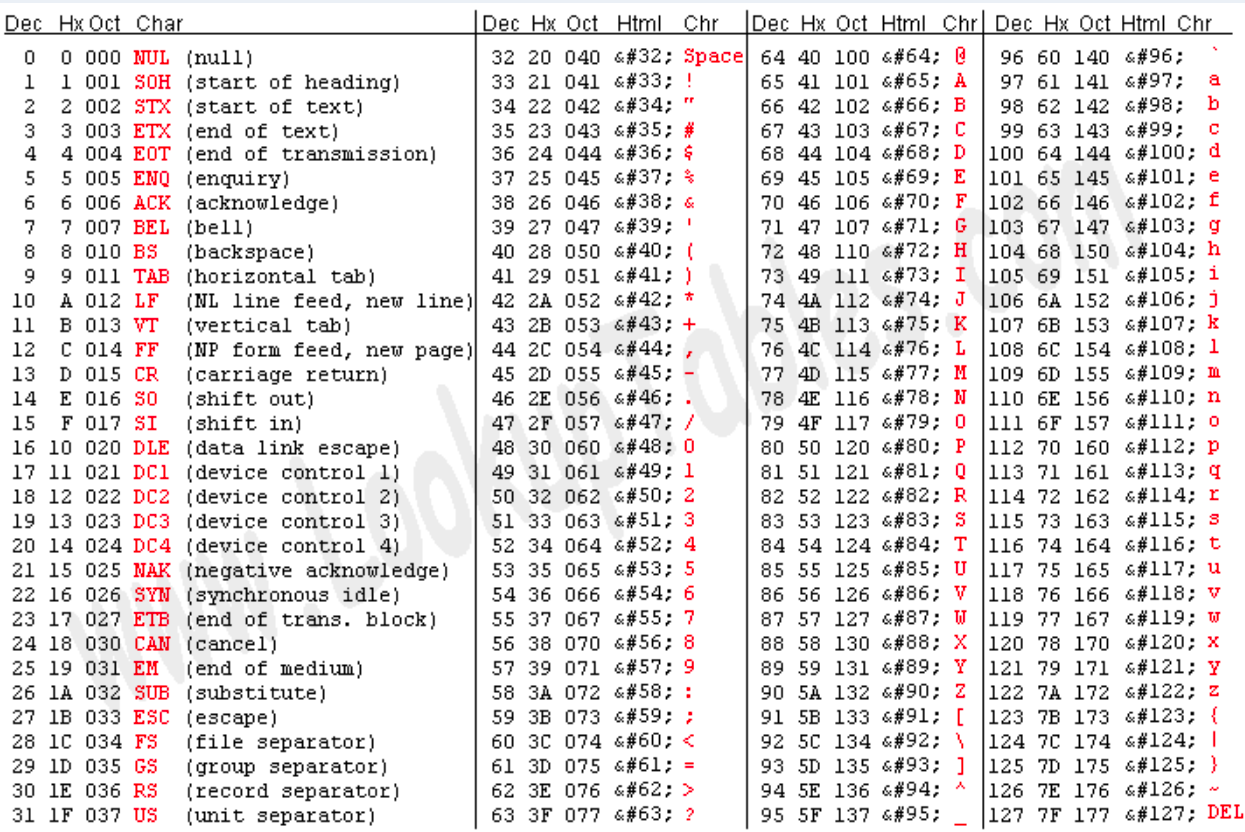 Dec Hx Oct Char Dec Hx Oct Html Chr Dec Hx Oct Html Chr Dec Hx Oct Html Chr
0 0 000 NUL (null) 32 20 040 &#32; Space 64 40 100 &#64; @ 96 60 140 &#96; `
1 1 001 SOH (start of heading) 33 21 041 &#33; ! 65 41 101 &#65; A 97 61 141 &#97; a
2 2 002 STX (start of text) 34 22 042 &#34; " 66 42 102 &#66; B 98 62 142 &#98; b
3 3 003 ETX (end of text) 35 23 043 &#35; # 67 43 103 &#67; C 99 63 143 &#99; c
4 4 004 EOT (end of transmission) 36 24 044 &#36; $ 68 44 104 &#68; D 100 64 144 &#100; d
5 5 005 ENQ (enquiry) 37 25 045 &#37; % 69 45 105 &#69; E 101 65 145 &#101; e
6 6 006 ACK (acknowledge) 38 26 046 &#38; & 70 46 106 &#70; F 102 66 146 &#102; f
7 7 007 BEL (bell) 39 27 047 &#39; ' 71 47 107 &#71; G 103 67 147 &#103; g
8 8 010 BS (backspace) 40 28 050 &#40; ( 72 48 110 &#72; H 104 68 150 &#104; h
9 9 011 TAB (horizontal tab) 41 29 051 &#41; ) 73 49 111 &#73; I 105 69 151 &#105; i
10 A 012 LF (NL line feed, new line) 42 2A 052 &#42; * 74 4A 112 &#74; J 106 6A 152 &#106; j
11 B 013 VT (vertical tab) 43 2B 053 &#43; + 75 4B 113 &#75; K 107 6B 153 &#107; k
12 C 014 FF (NP form feed, new page) 44 2C 054 &#44; , 76 4C 114 &#76; L 108 6C 154 &#108; l
13 D 015 CR (carriage return) 45 2D 055 &#45; - 77 4D 115 &#77; M 109 6D 155 &#109; m
14 E 016 SO (shift out) 46 2E 056 &#46; . 78 4E 116 &#78; N 110 6E 156 &#110; n
15 F 017 SI (shift in) 47 2F 057 &#47; / 79 4F 117 &#79; O 111 6F 157 &#111; o
16 10 020 DLE (data link escape) 48 30 060 &#48; 0 80 50 120 &#80; P 112 70 160 &#112; p
17 11 021 DC1 (device control 1) 49 31 061 &#49; 1 81 51 121 &#81; Q 113 71 161 &#113; q
18 12 022 DC2 (device control 2) 50 32 062 &#50; 2 82 52 122 &#82; R 114 72 162 &#114; r
19 13 023 DC3 (device control 3) 51 33 063 &#51; 3 83 53 123 &#83; S 115 73 163 &#115; s
20 14 024 DC4 (device control 4) 52 34 064 &#52; 4 84 54 124 &#84; T 116 74 164 &#116; t
21 15 025 NAK (negative acknowledge) 53 35 065 &#53; 5 85 55 125 &#85; U 117 75 165 &#117; u
22 16 026 SYN (synchronous idle) 54 36 066 &#54; 6 86 56 126 &#86; V 118 76 166 &#118; v
23 17 027 ETB (end of trans. block) 55 37 067 &#55; 7 87 57 127 &#87; W 119 77 167 &#119; w
24 18 030 CAN (cancel) 56 38 070 &#56; 8 88 58 130 &#88; X 120 78 170 &#120; x
25 19 031 EM (end of medium) 57 39 071 &#57; 9 89 59 131 &#89; Y 121 79 171 &#121; y
26 1A 032 SUB (substitute) 58 3A 072 &#58; : 90 5A 132 &#90; Z 122 7A 172 &#122; z
27 1B 033 ESC (escape) 59 3B 073 &#59; ; 91 5B 133 &#91; [ 123 7B 173 &#123; {
28 1C 034 FS (file separator) 60 3C 074 &#60; < 92 5C 134 &#92; \ 124 7C 174 &#124; |
29 1D 035 GS (group separator) 61 3D 075 &#61; = 93 5D 135 &#93; ] 125 7D 175 &#125; }
30 1E 036 RS (record separator) 62 3E 076 &#62; > 94 5E 136 &#94; ^ 126 7E 176 &#126; ~
31 1F 037 US (unit separator) 63 3F 077 &#63; ? 95 5F 137 &#95; _ 127 7F 177 &#127; DEL
www.LookupTables.com